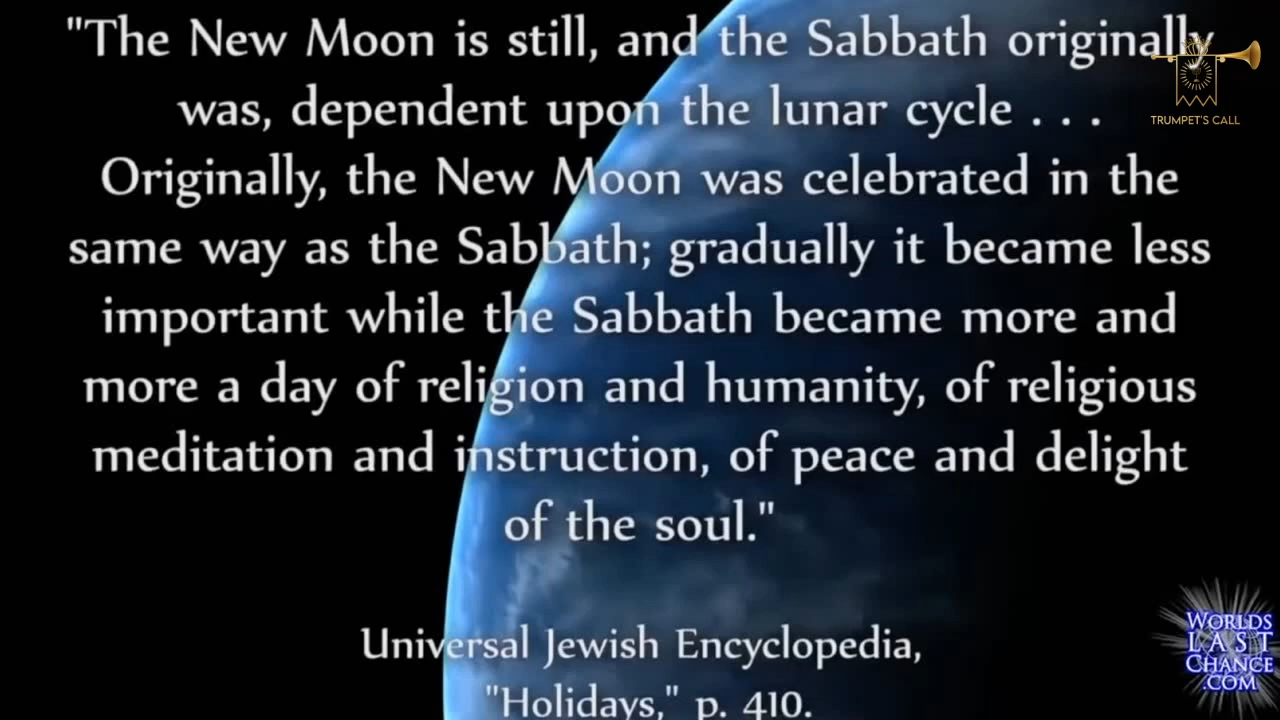 "The New Moon is still, and the Sabbath originally
was, dependent upon the lunar cycle . . .
Originally, the New Moon was celebrated in the
same way as the Sabbath; gradually it became less
important while the Sabbath became more and
more a day of religion and humanity, of religious
meditation and instruction, of peace and delight
of the soul."
Universal Jewish Encyclopedia,
"Holidays," p. 410.
TRUMPET'S CALL
WORLDS
LAST
CHANCE
.COM